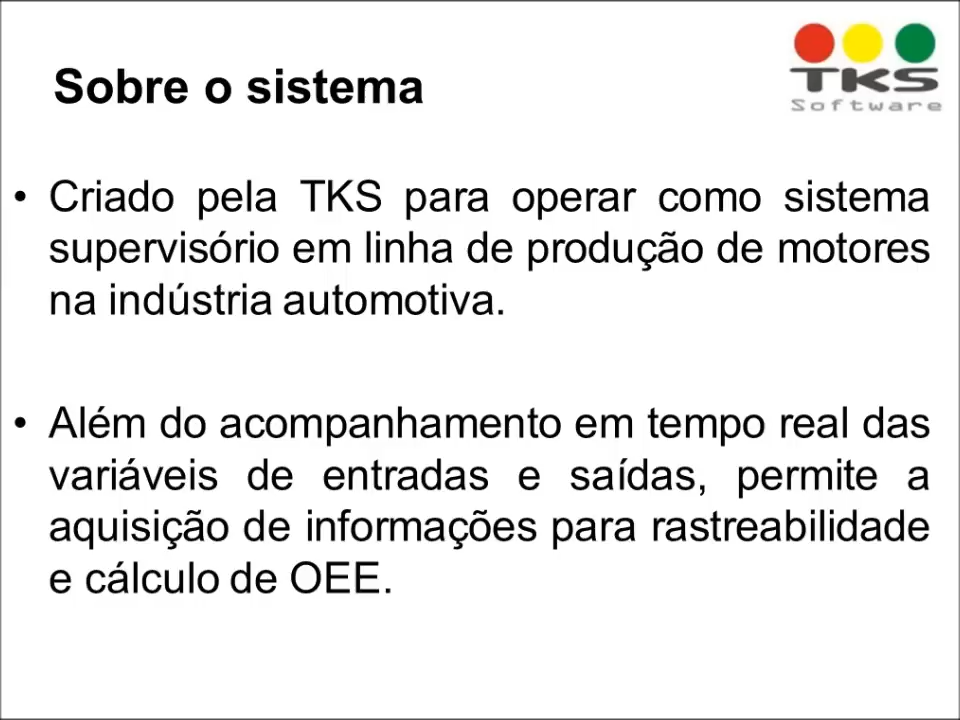 TKS
Software
Sobre o sistema
• Criado pela TKS para operar como sistema
supervisório em linha de produção de motores
na indústria automotiva.
• Além do acompanhamento em tempo real das
variáveis de entradas e saídas, permite a
aquisição de informações para rastreabilidade
e cálculo de OEE.